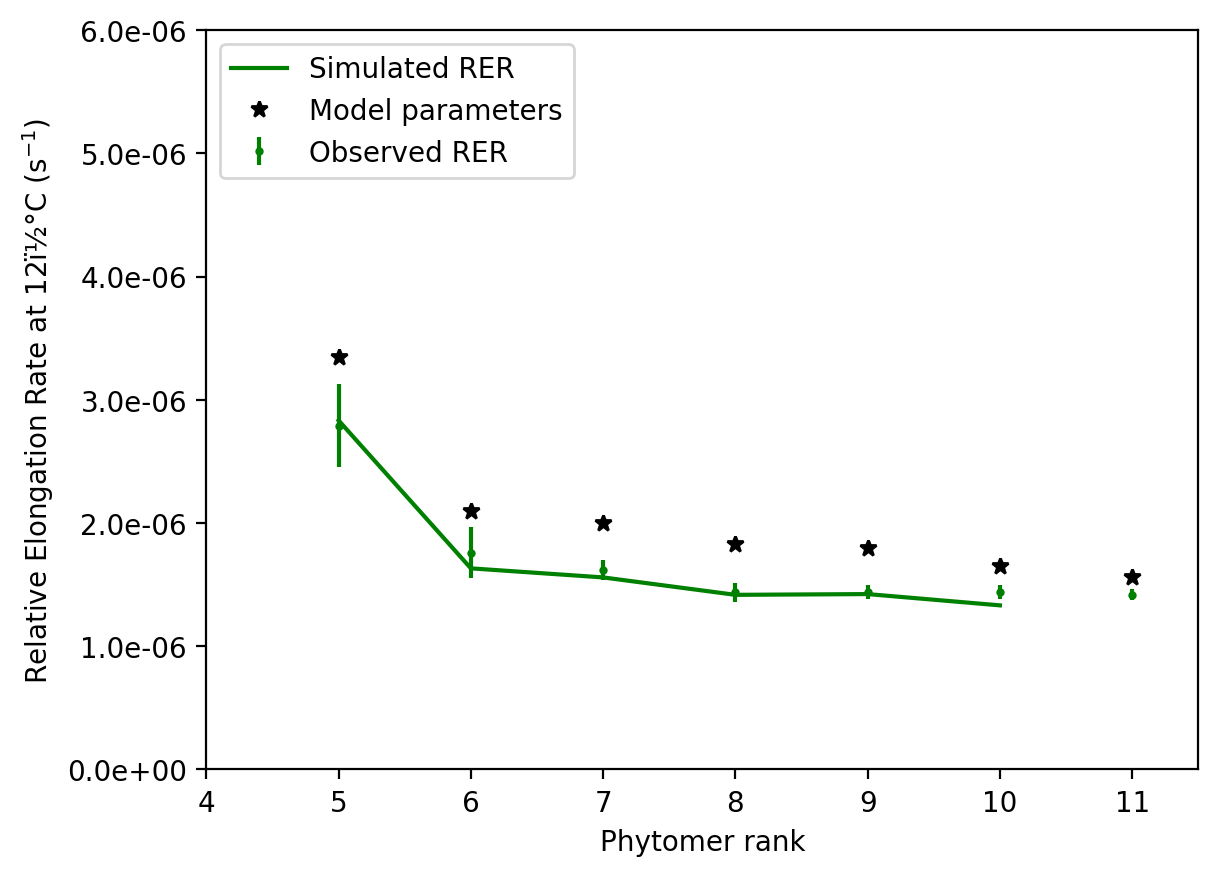 6.0e-06
5.0e-06
4.0e-06
3.0e-06
2.0e-06
1.0e-06
0.0e+00
Relative Elongation Rate at 12ï½°C (s⁻¹)
Simulated RER
Model parameters
Observed RER
4 5 6 7 8 9 10 11
Phytomer rank